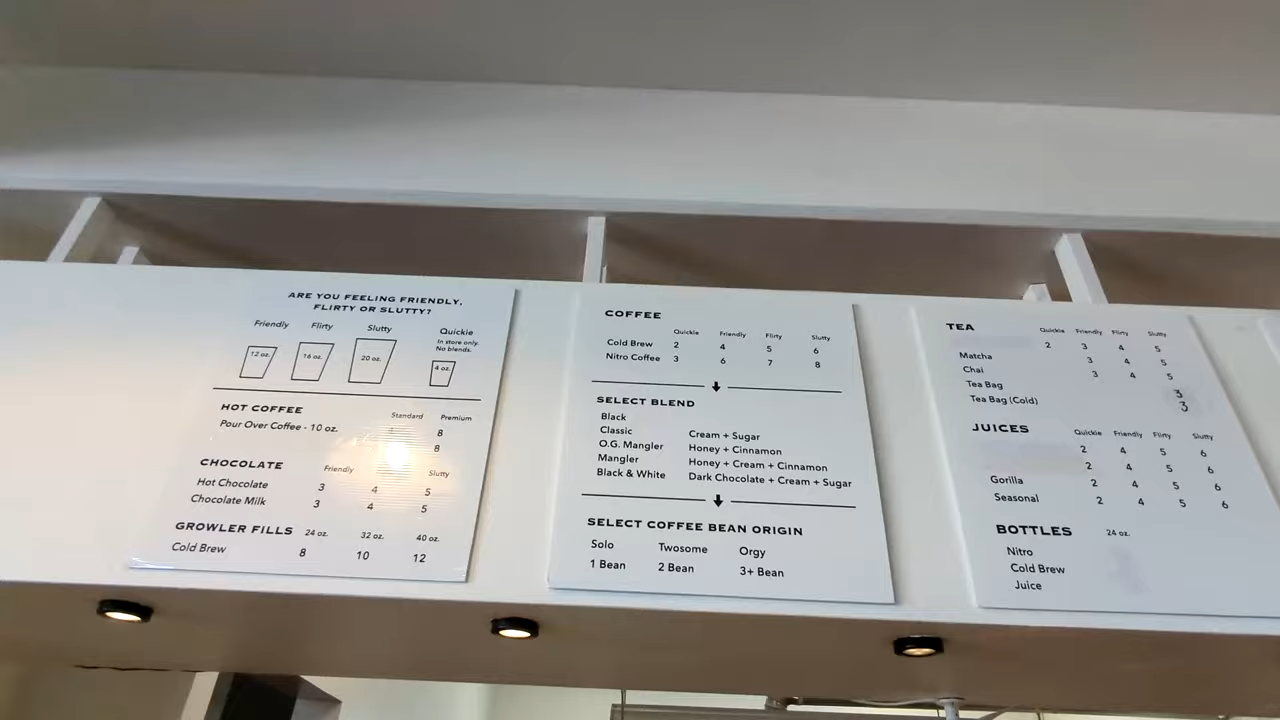 ARE YOU FEELING FRIENDLY,
FLIRTY OR SLUTTY?
Friendly Flirty Slutty Quickie
In store only.
No blends.
12 oz. 16 oz. 20 oz. 4 oz.
HOT COFFEE Standard Premium
Pour Over Coffee - 10 oz. 8
8
CHOCOLATE Friendly Slutty
Hot Chocolate 3 4 5
Chocolate Milk 3 4 5
GROWLER FILLS 24 oz. 32 oz. 40 oz.
Cold Brew 8 10 12
COFFEE
Quickie Friendly Flirty Slutty
Cold Brew 2 4 5 6
Nitro Coffee 3 6 7 8
SELECT BLEND
Black
Classic Cream + Sugar
O.G. Mangler Honey + Cinnamon
Mangler Honey + Cream + Cinnamon
Black & White Dark Chocolate + Cream + Sugar
SELECT COFFEE BEAN ORIGIN
Solo Twosome Orgy
1 Bean 2 Bean 3+ Bean
TEA Quickie Friendly Flirty Slutty
2 3 4 5
Matcha 3 4 5
Chai 3 4 5
Tea Bag 3
Tea Bag (Cold) 3
JUICES Quickie Friendly Flirty Slutty
2 4 5 6
2 4 5 6
Gorilla 2 4 5 6
Seasonal 2 4 5 6
BOTTLES 24 oz.
Nitro
Cold Brew
Juice